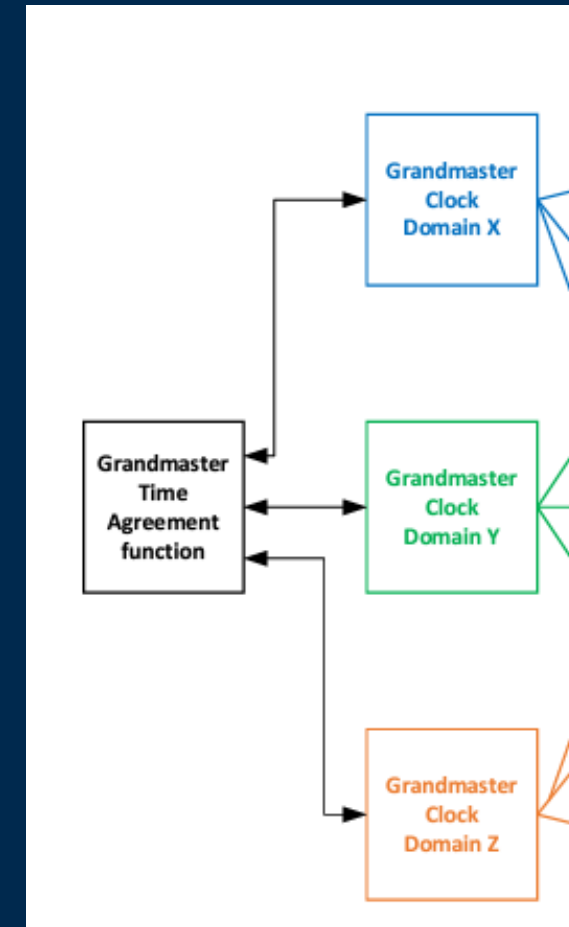 Grandmaster
Clock
Domain X
Grandmaster
Time
Agreement
function
Grandmaster
Clock
Domain Y
Grandmaster
Clock
Domain Z